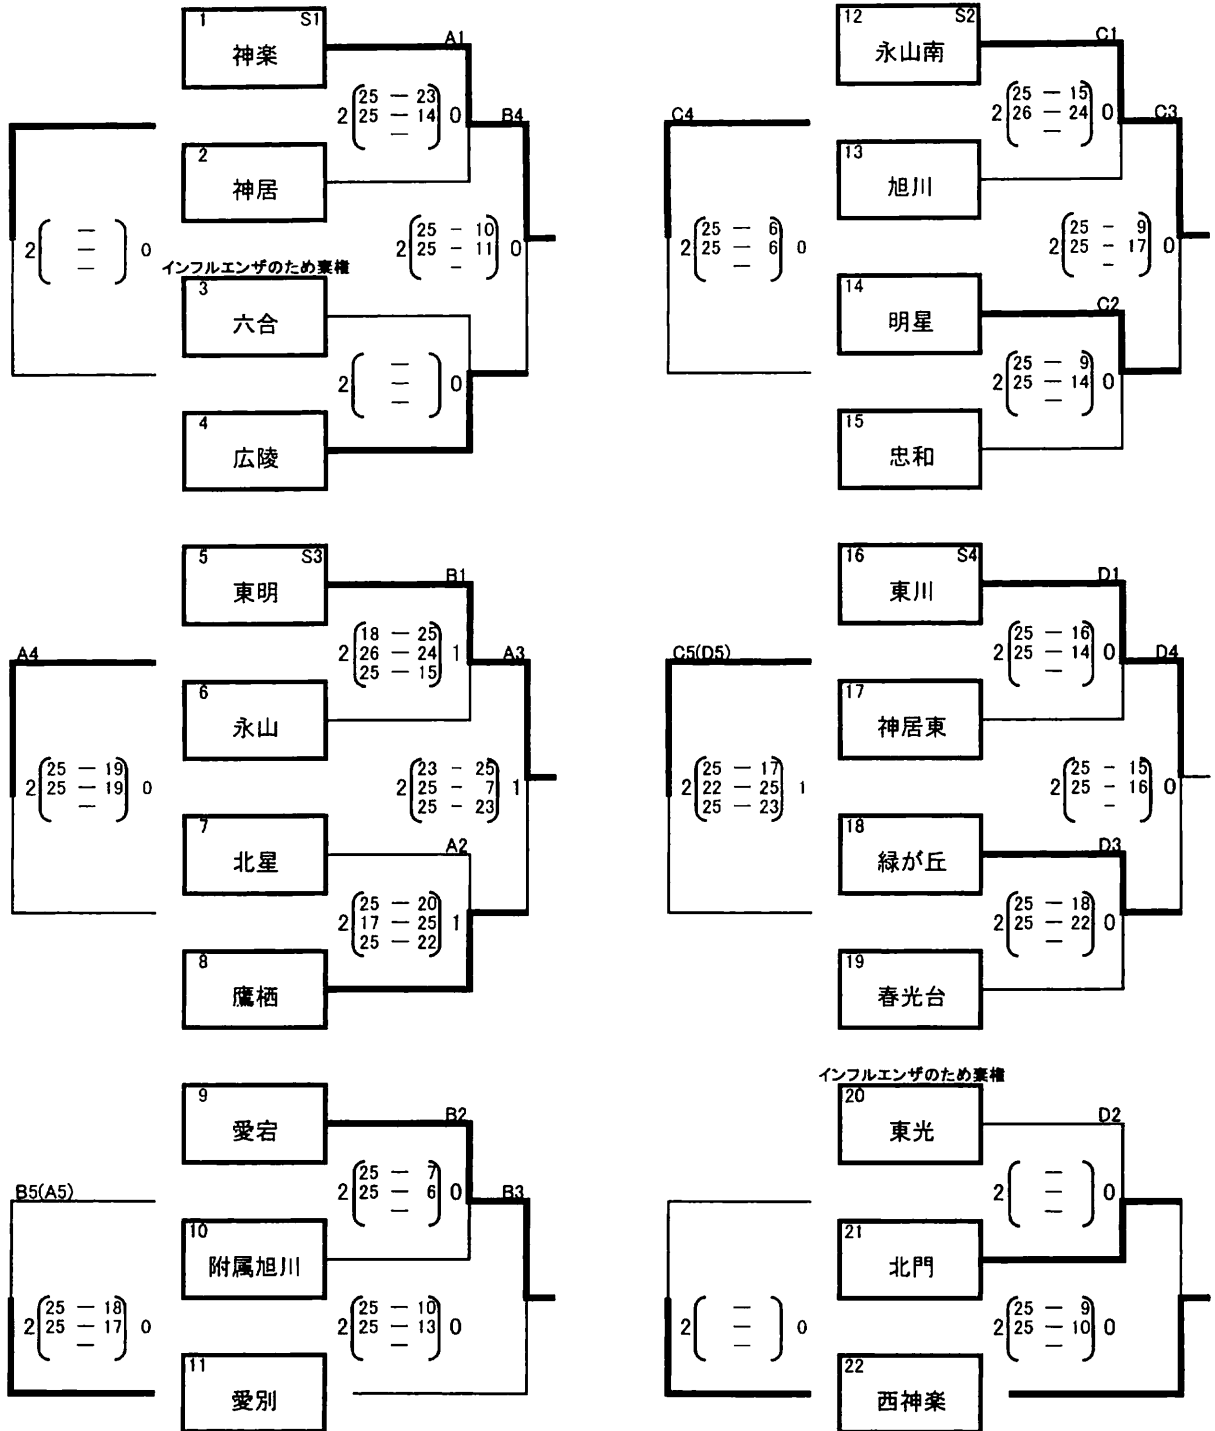 1 S1
神楽
A1
25 — 23
2 25 — 14 0
—
B4
2
神居
2 — 0
—
—
25 - 10
2 25 - 11 0
-
インフルエンザのため棄権
3
六合
2 — 0
—
—
4
広陵
12 S2
永山南
C1
25 — 15
2 26 — 24 0
—
C4
C3
13
旭川
25 — 6
2 25 — 6 0
—
25 - 9
2 25 - 17 0
-
14
明星
C2
25 — 9
2 25 — 14 0
—
15
忠和
5 S3
東明
B1
18 — 25
2 26 — 24 1
25 — 15
A4
A3
6
永山
25 — 19
2 25 — 19 0
—
23 - 25
2 25 - 7 1
25 - 23
7
北星
A2
25 — 20
2 17 — 25 1
25 — 22
8
鷹栖
16 S4
東川
D1
25 — 16
2 25 — 14 0
—
C5(D5)
D4
17
神居東
25 — 17
2 22 — 25 1
25 — 23
25 - 15
2 25 - 16 0
-
18
緑が丘
D3
25 — 18
2 25 — 22 0
—
19
春光台
9
愛宕
B2
25 — 7
2 25 — 6 0
—
B5(A5)
B3
10
附属旭川
25 — 18
2 25 — 17 0
—
25 — 10
2 25 — 13 0
—
11
愛別
インフルエンザのため棄権
20
東光
D2
2 — 0
—
—
21
北門
2 — 0
—
—
25 — 9
2 25 — 10 0
—
22
西神楽